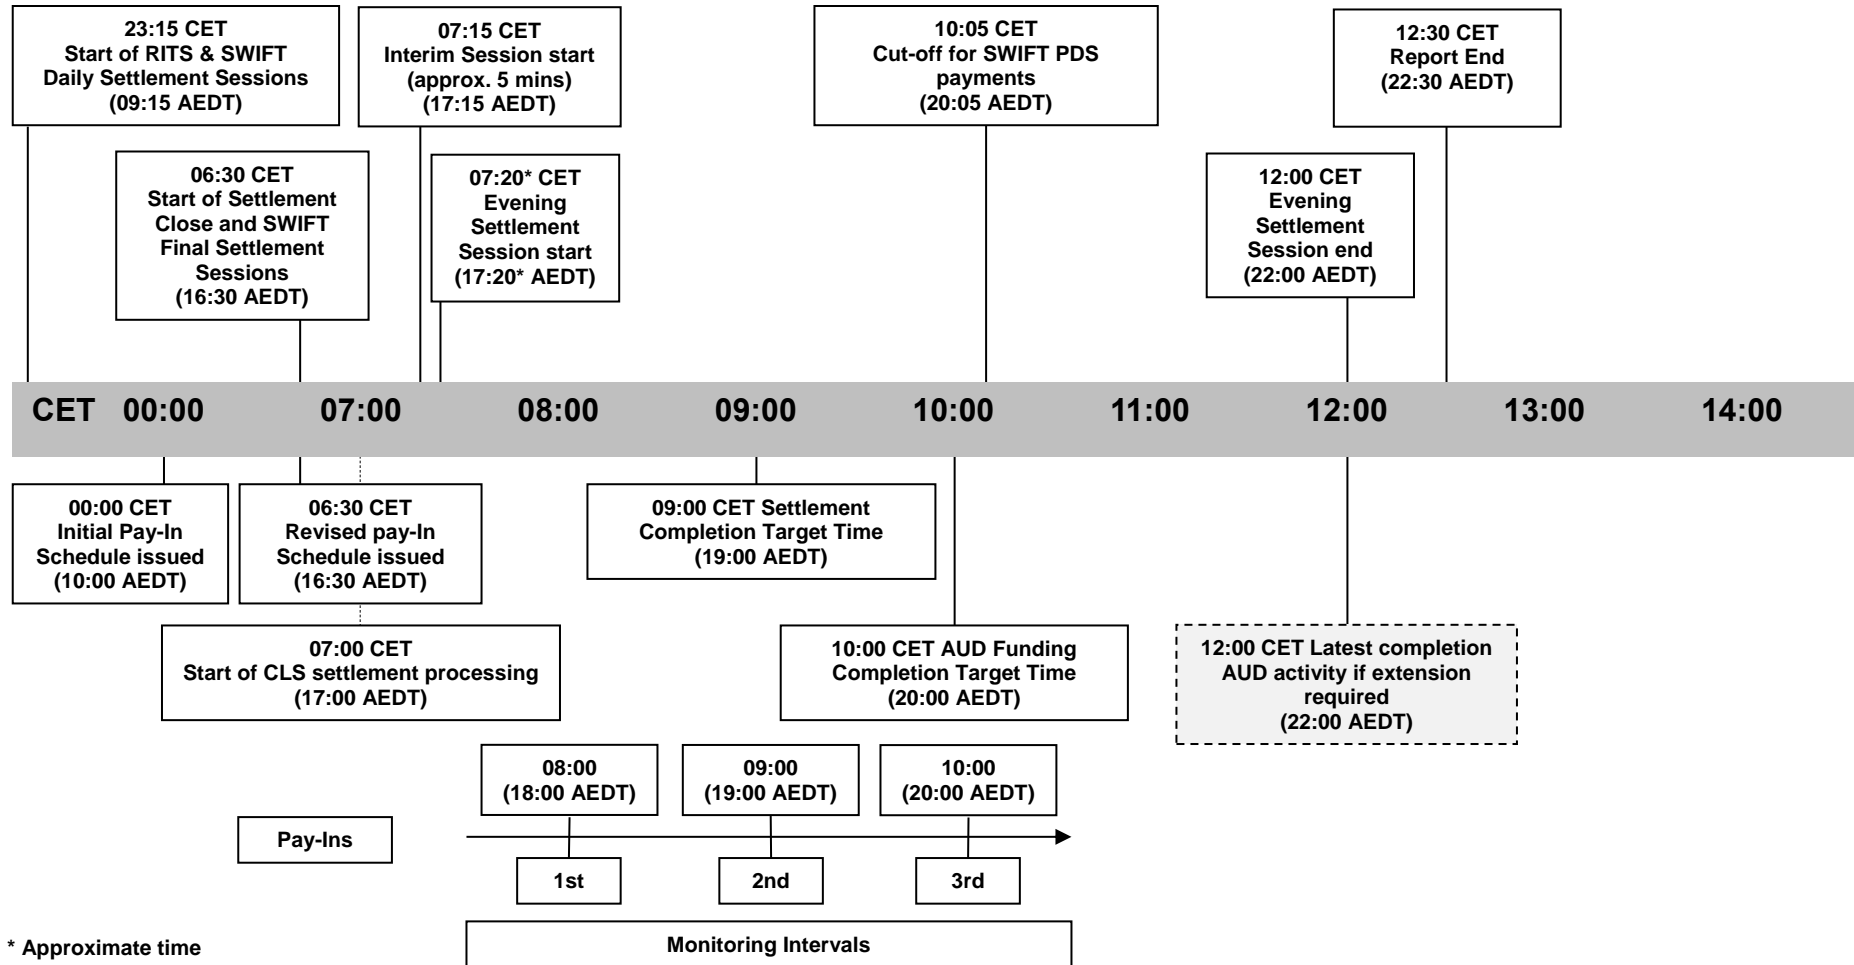 23:15 CET
Start of RITS & SWIFT
Daily Settlement Sessions
(09:15 AEDT)
07:15 CET
Interim Session start
(approx. 5 mins)
(17:15 AEDT)
10:05 CET
Cut-off for SWIFT PDS
payments
(20:05 AEDT)
12:30 CET
Report End
(22:30 AEDT)
06:30 CET
Start of Settlement
Close and SWIFT
Final Settlement
Sessions
(16:30 AEDT)
07:20* CET
Evening
Settlement
Session start
(17:20* AEDT)
12:00 CET
Evening
Settlement
Session end
(22:00 AEDT)
CET 00:00 07:00 08:00 09:00 10:00 11:00 12:00 13:00 14:00
00:00 CET
Initial Pay-In
Schedule issued
(10:00 AEDT)
06:30 CET
Revised pay-In
Schedule issued
(16:30 AEDT)
09:00 CET Settlement
Completion Target Time
(19:00 AEDT)
07:00 CET
Start of CLS settlement processing
(17:00 AEDT)
10:00 CET AUD Funding
Completion Target Time
(20:00 AEDT)
12:00 CET Latest completion
AUD activity if extension
required
(22:00 AEDT)
08:00
(18:00 AEDT)
09:00
(19:00 AEDT)
10:00
(20:00 AEDT)
Pay-Ins
1st
2nd
3rd
* Approximate time
Monitoring Intervals